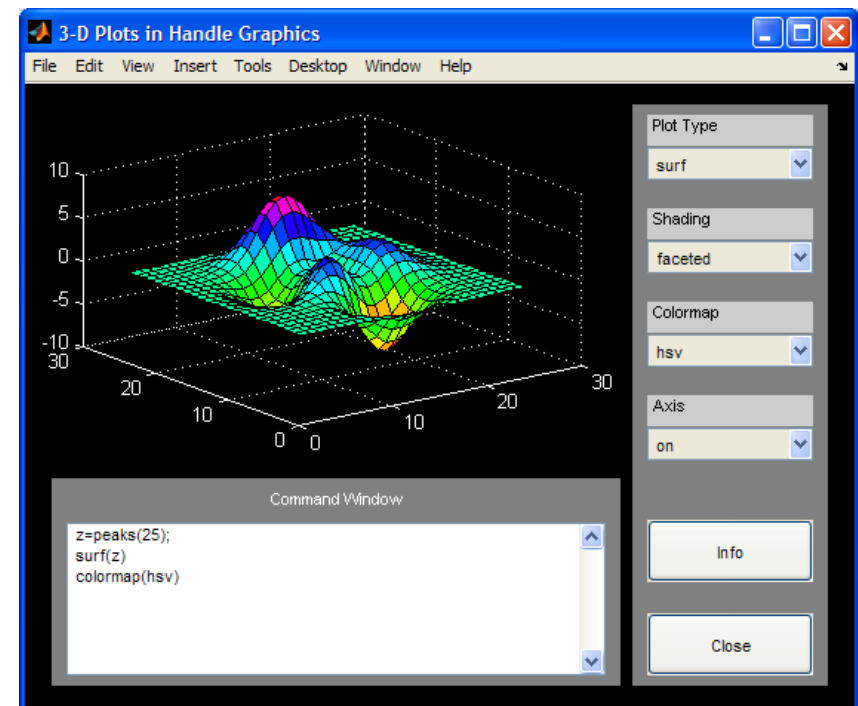 3-D Plots in Handle Graphics
File Edit View Insert Tools Desktop Window Help
10
5
0
-5
-10
30
20
10
0
0
10
20
30
Plot Type
surf
Shading
faceted
Colormap
hsv
Axis
on
Command Window
z=peaks(25);
surf(z)
colormap(hsv)
Info
Close